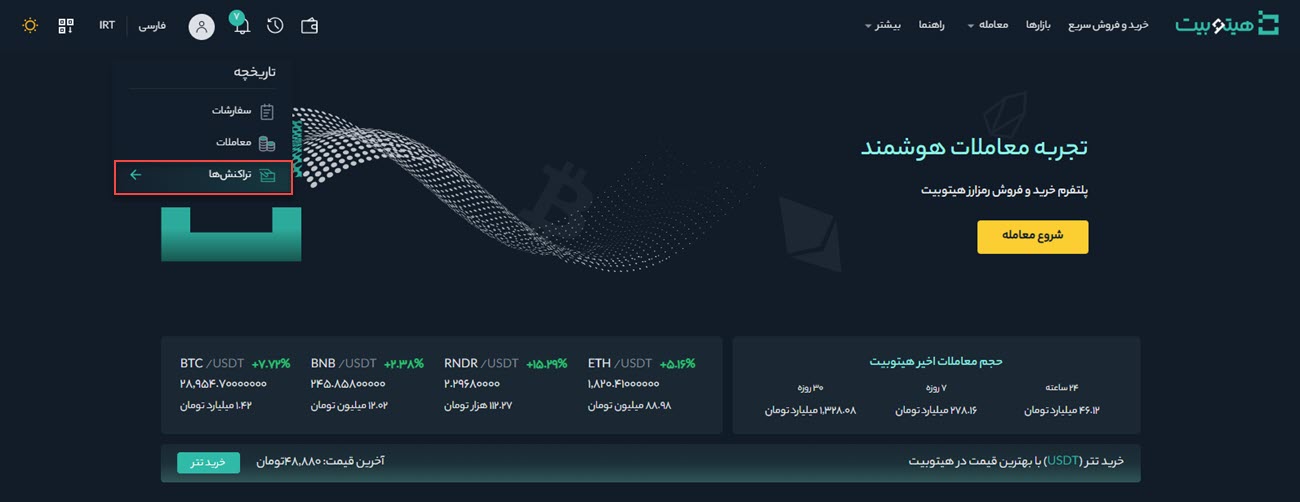 هیتوبیت
خرید و فروش سریع
بازارها
معامله
راهنما
بیشتر
۷
فارسی
IRT
تاریخچه
سفارشات
معاملات
تراکنش‌ها
تجربه معاملات هوشمند
پلتفرم خرید و فروش رمزارز هیتوبیت
شروع معامله
حجم معاملات اخیر هیتوبیت
۲۴ ساعته
۴۶.۱۲ میلیارد تومان
۷ روزه
۲۷۸.۱۶ میلیارد تومان
۳۰ روزه
۱,۳۲۸.۰۸ میلیارد تومان
ETH /USDT +۵.۱۶%
۱,۸۲۰.۴۱۰۰۰۰۰۰
۸۸.۹۸ میلیون تومان
RNDR /USDT +۱۵.۲۹%
۲.۲۹۶۸۰۰۰۰
۱۱۲.۲۷ هزار تومان
BNB /USDT +۲.۳۸%
۲۴۵.۸۵۸۰۰۰۰۰
۱۲.۰۲ میلیون تومان
BTC /USDT +۷.۷۲%
۲۸,۹۵۴.۷۰۰۰۰۰۰۰
۱.۴۲ میلیارد تومان
خرید تتر (USDT) با بهترین قیمت در هیتوبیت
آخرین قیمت: ۴۸,۸۸۰تومان
خرید تتر